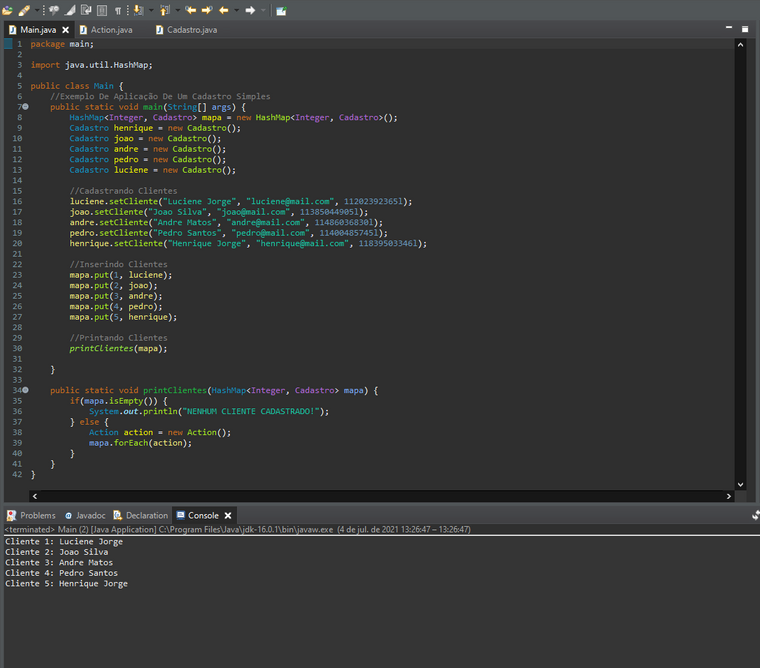 Main.java Action.java Cadastro.java
1 package main;
2
3 import java.util.HashMap;
4
5 public class Main {
6 //Exemplo De Aplicação De Um Cadastro Simples
7 public static void main(String[] args) {
8 HashMap<Integer, Cadastro> mapa = new HashMap<Integer, Cadastro>();
9 Cadastro henrique = new Cadastro();
10 Cadastro joao = new Cadastro();
11 Cadastro andre = new Cadastro();
12 Cadastro pedro = new Cadastro();
13 Cadastro luciene = new Cadastro();
14
15 //Cadastrando Clientes
16 luciene.setCliente("Luciene Jorge", "luciene@mail.com", 11202392365l);
17 joao.setCliente("Joao Silva", "joao@mail.com", 11385044905l);
18 andre.setCliente("Andre Matos", "andre@mail.com", 11486036830l);
19 pedro.setCliente("Pedro Santos", "pedro@mail.com", 11400485745l);
20 henrique.setCliente("Henrique Jorge", "henrique@mail.com", 11839503346l);
21
22 //Inserindo Clientes
23 mapa.put(1, luciene);
24 mapa.put(2, joao);
25 mapa.put(3, andre);
26 mapa.put(4, pedro);
27 mapa.put(5, henrique);
28
29 //Printando Clientes
30 printClientes(mapa);
31
32 }
33
34 public static void printClientes(HashMap<Integer, Cadastro> mapa) {
35 if(mapa.isEmpty()) {
36 System.out.println("NENHUM CLIENTE CADASTRADO!");
37 } else {
38 Action action = new Action();
39 mapa.forEach(action);
40 }
41 }
42 }
Problems Javadoc Declaration Console
<terminated> Main (2) [Java Application] C:\Program Files\Java\jdk-16.0.1\bin\javaw.exe (4 de jul. de 2021 13:26:47 – 13:26:47)
Cliente 1: Luciene Jorge
Cliente 2: Joao Silva
Cliente 3: Andre Matos
Cliente 4: Pedro Santos
Cliente 5: Henrique Jorge